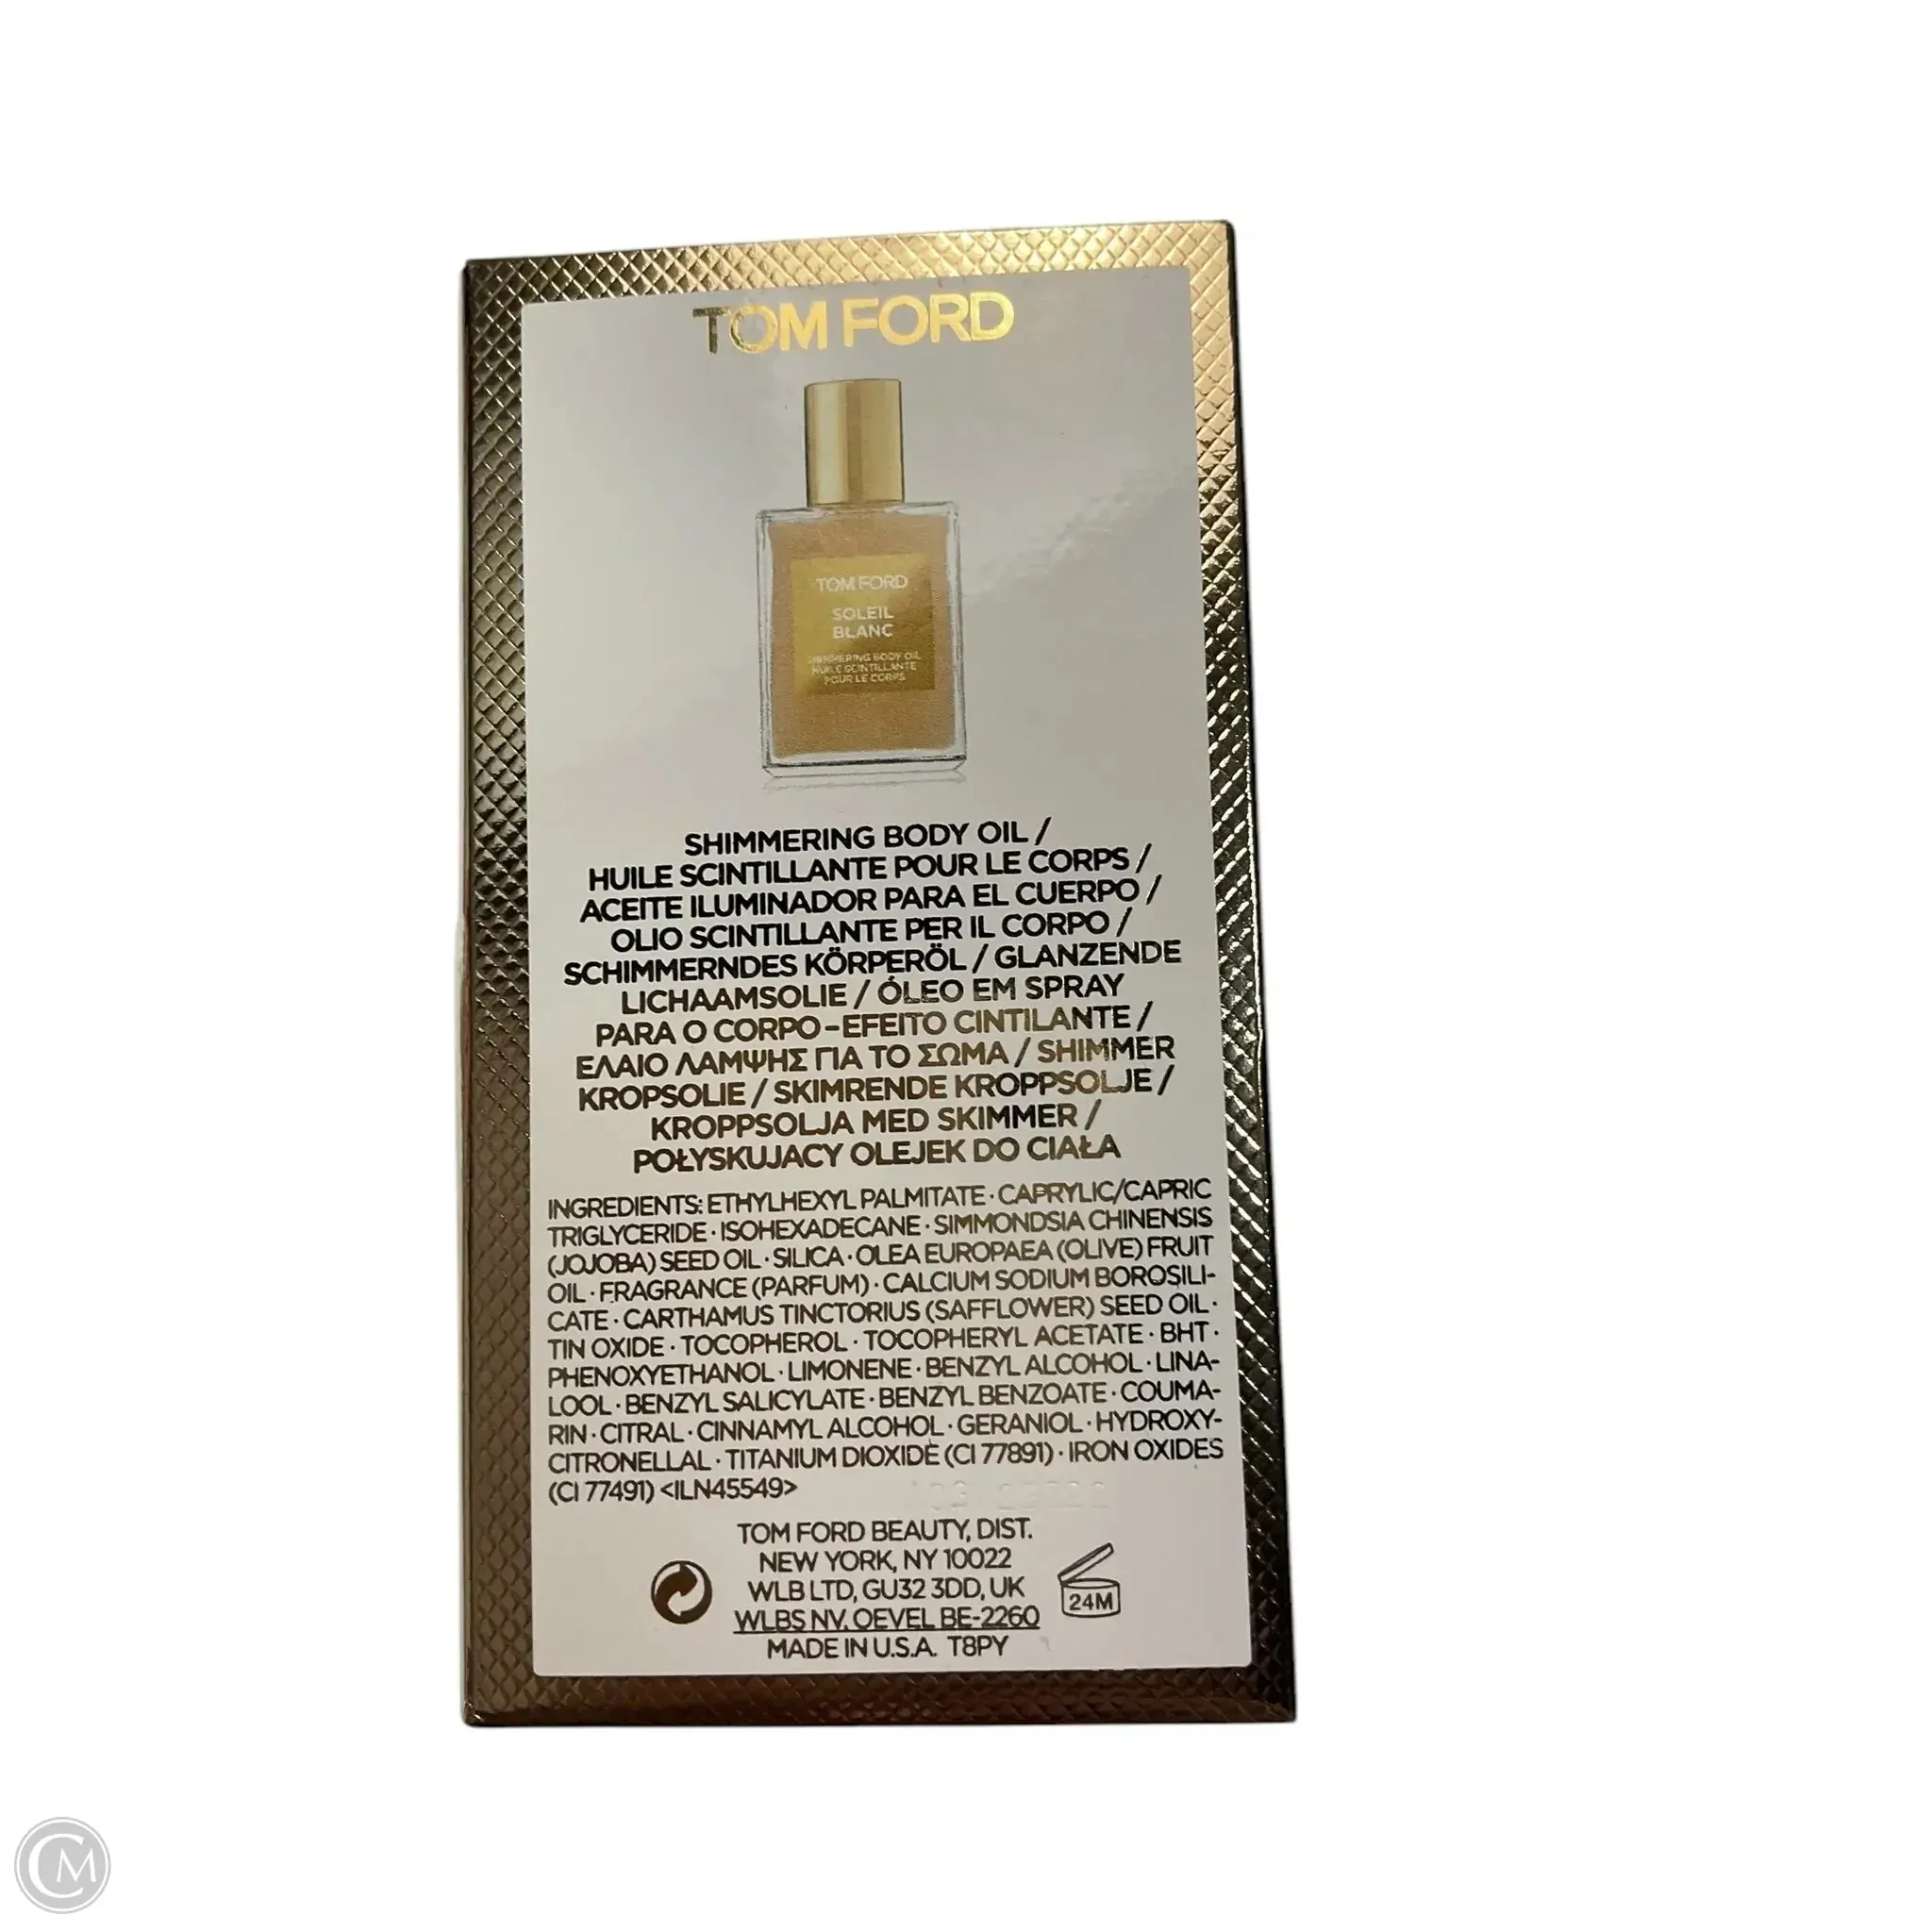 TOM FORD
TOM FORD
SOLEIL
BLANC
SHIMMERING BODY OIL
HUILE SCINTILLANTE
POUR LE CORPS
SHIMMERING BODY OIL /
HUILE SCINTILLANTE POUR LE CORPS /
ACEITE ILUMINADOR PARA EL CUERPO /
OLIO SCINTILLANTE PER IL CORPO /
SCHIMMERNDES KÖRPERÖL / GLANZENDE
LICHAAMSOLIE / ÓLEO EM SPRAY
PARA O CORPO-EFEITO CINTILANTE /
ΕΛΑΙΟ ΛΑΜΨΗΣ ΓΙΑ ΤΟ ΣΩΜΑ / SHIMMER
KROPSOLIE / SKIMRENDE KROPPSOLJE /
KROPPSOLJA MED SKIMMER /
POŁYSKUJACY OLEJEK DO CIAŁA
INGREDIENTS: ETHYLHEXYL PALMITATE · CAPRYLIC/CAPRIC
TRIGLYCERIDE · ISOHEXADECANE · SIMMONDSIA CHINENSIS
(JOJOBA) SEED OIL · SILICA · OLEA EUROPAEA (OLIVE) FRUIT
OIL · FRAGRANCE (PARFUM) · CALCIUM SODIUM BOROSILI-
CATE · CARTHAMUS TINCTORIUS (SAFFLOWER) SEED OIL ·
TIN OXIDE · TOCOPHEROL · TOCOPHERYL ACETATE · BHT ·
PHENOXYETHANOL · LIMONENE · BENZYL ALCOHOL · LINA-
LOOL · BENZYL SALICYLATE · BENZYL BENZOATE · COUMA-
RIN · CITRAL · CINNAMYL ALCOHOL · GERANIOL · HYDROXY-
CITRONELLAL · TITANIUM DIOXIDE (CI 77891) · IRON OXIDES
(CI 77491) <ILN45549>
TOM FORD BEAUTY, DIST.
NEW YORK, NY 10022
WLB LTD, GU32 3DD, UK
WLBS NV. OEVEL BE-2260
MADE IN U.S.A. T8PY
24M
CM